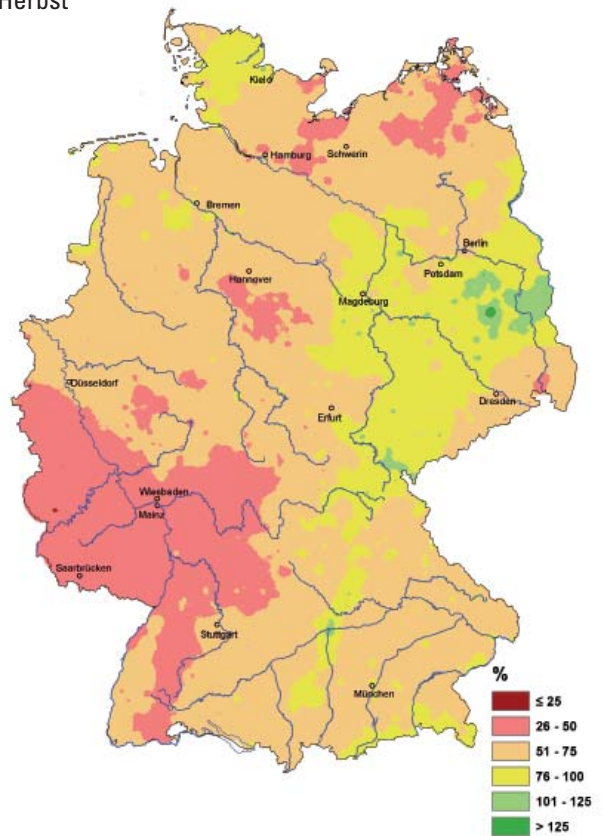 Herbst
Kiel
Hamburg
Schwerin
Bremen
Berlin
Potsdam
Hannover
Magdeburg
Düsseldorf
Dresden
Erfurt
Wiesbaden
Mainz
Saarbrücken
Stuttgart
München
%
≤ 25
26 - 50
51 - 75
76 - 100
101 - 125
> 125